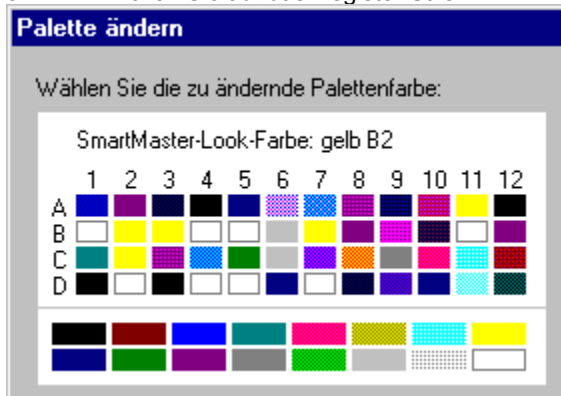 Palette ändern
Wählen Sie die zu ändernde Palettenfarbe:
SmartMaster-Look-Farbe: gelb B2
1 2 3 4 5 6 7 8 9 10 11 12
A
B
C
D